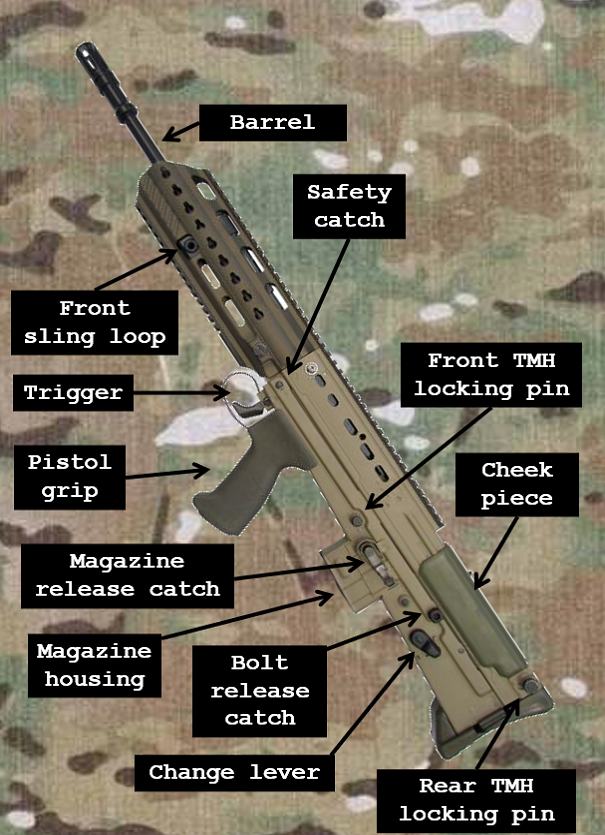 Barrel
Safety
catch
Front
sling loop
Front TMH
locking pin
Trigger
Pistol
grip
Cheek
piece
Magazine
release catch
Magazine
housing
Bolt
release
catch
Change lever
Rear TMH
locking pin